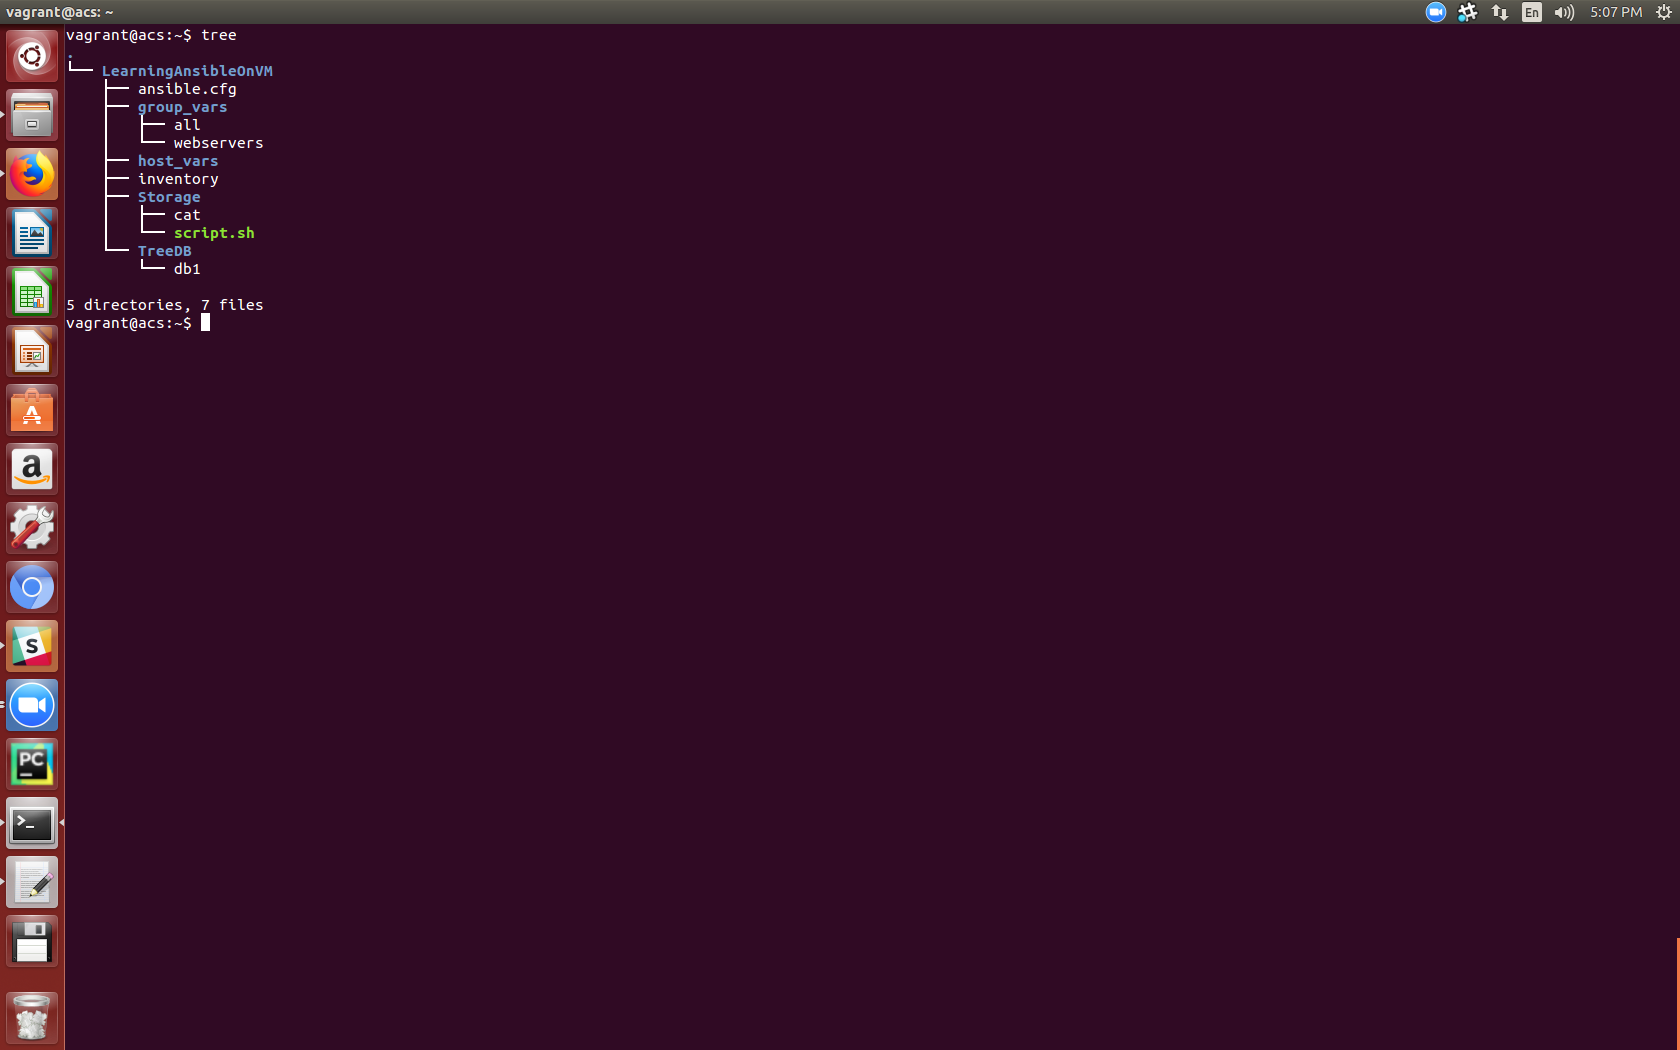 vagrant@acs: ~
En
5:07 PM
vagrant@acs:~$ tree
.
└── LearningAnsibleOnVM
    ├── ansible.cfg
    ├── group_vars
    │   ├── all
    │   └── webservers
    ├── host_vars
    ├── inventory
    ├── Storage
    │   ├── cat
    │   └── script.sh
    └── TreeDB
        └── db1
5 directories, 7 files
vagrant@acs:~$
A
a
S
PC
>_